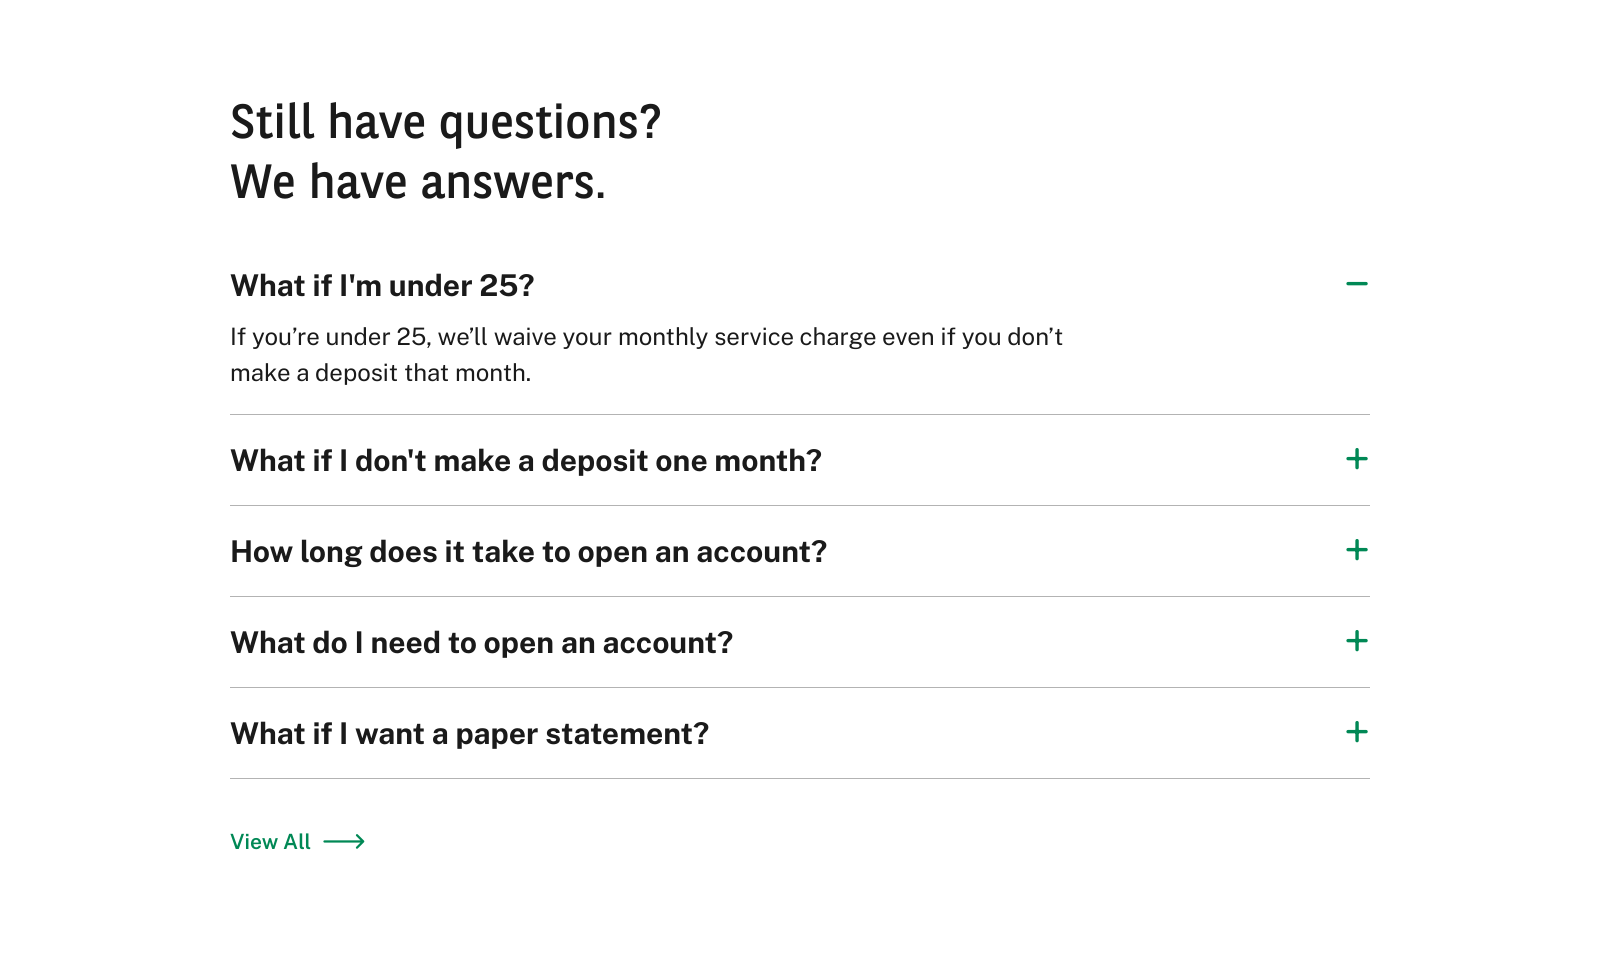 Still have questions?
We have answers.
What if I'm under 25?
If you’re under 25, we’ll waive your monthly service charge even if you don’t
make a deposit that month.
What if I don't make a deposit one month?
How long does it take to open an account?
What do I need to open an account?
What if I want a paper statement?
View All